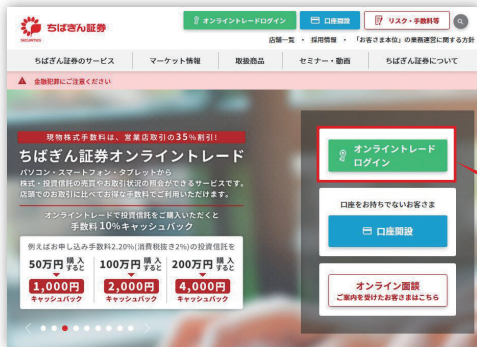 ちばぎん証券
SECURITIES
オンライントレードログイン
口座開設
リスク・手数料等
店舗一覧 ・ 採用情報 ・ 「お客さま本位」の業務運営に関する方針
ちばぎん証券のサービス
マーケット情報
取扱商品
セミナー・動画
ちばぎん証券について
金融犯罪にご注意ください
現物株式手数料は、営業店取引の35%割引!
ちばぎん証券オンライントレード
パソコン・スマートフォン・タブレットから
株式・投資信託の売買やお取引状況の照会ができるサービスです。
店頭でのお取引に比べてお得な手数料でご利用いただけます。
オンライントレードで投資信託をご購入いただくと
手数料10%キャッシュバック
例えばお申し込み手数料2.20%(消費税抜き2%)の投資信託を
50万円 購入すると
100万円 購入すると
200万円 購入すると
1,000円
2,000円
4,000円
キャッシュバック
キャッシュバック
キャッシュバック
オンライントレード
ログイン
口座をお持ちでないお客さま
口座開設
オンライン面談
ご案内を受けたお客さまはこちら